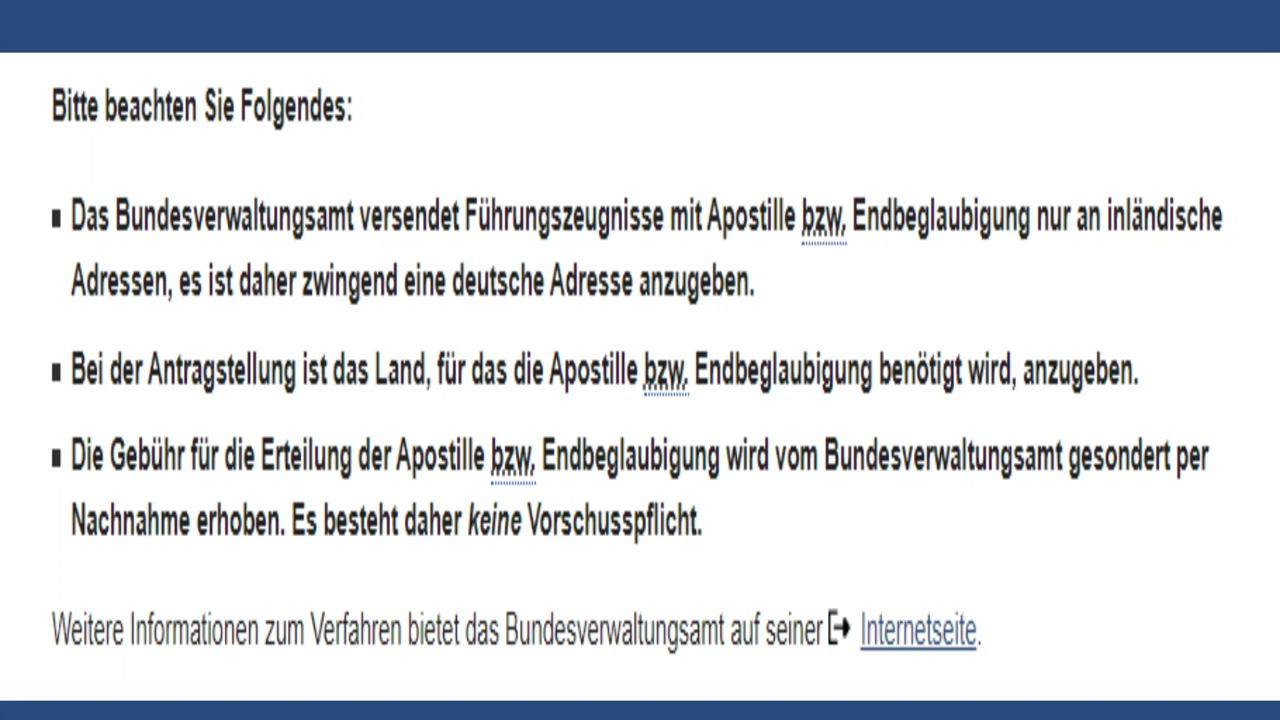 Bitte beachten Sie Folgendes:
▪ Das Bundesverwaltungsamt versendet Führungszeugnisse mit Apostille bzw. Endbeglaubigung nur an inländische
Adressen, es ist daher zwingend eine deutsche Adresse anzugeben.
▪ Bei der Antragstellung ist das Land, für das die Apostille bzw. Endbeglaubigung benötigt wird, anzugeben.
▪ Die Gebühr für die Erteilung der Apostille bzw. Endbeglaubigung wird vom Bundesverwaltungsamt gesondert per
Nachnahme erhoben. Es besteht daher keine Vorschusspflicht.
Weitere Informationen zum Verfahren bietet das Bundesverwaltungsamt auf seiner Internetseite.